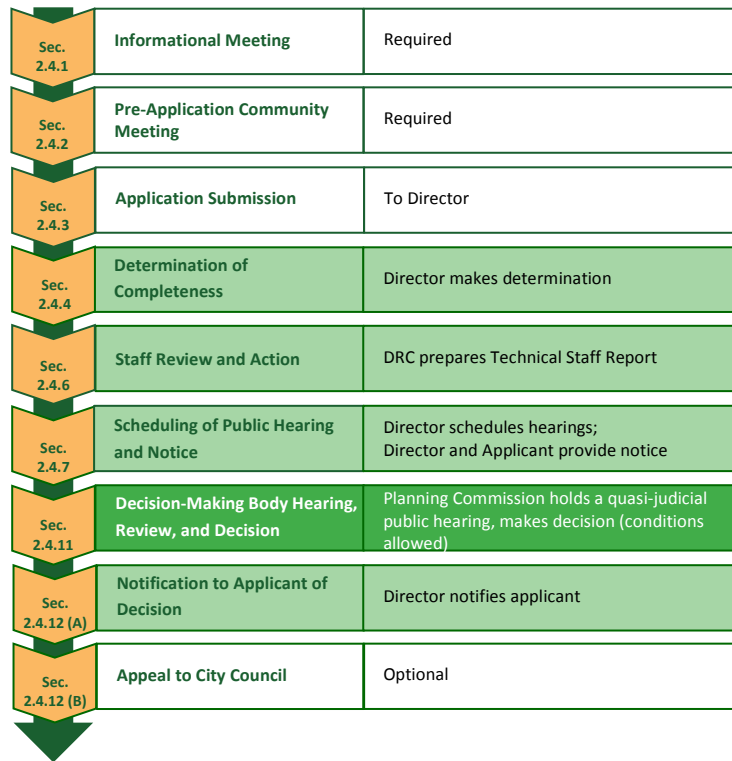 Sec.
2.4.1
Informational Meeting
Required
Sec.
2.4.2
Pre-Application Community
Meeting
Required
Sec.
2.4.3
Application Submission
To Director
Sec.
2.4.4
Determination of
Completeness
Director makes determination
Sec.
2.4.6
Staff Review and Action
DRC prepares Technical Staff Report
Sec.
2.4.7
Scheduling of Public Hearing
and Notice
Director schedules hearings;
Director and Applicant provide notice
Sec.
2.4.11
Decision-Making Body Hearing,
Review, and Decision
Planning Commission holds a quasi-judicial
public hearing, makes decision (conditions
allowed)
Sec.
2.4.12 (A)
Notification to Applicant of
Decision
Director notifies applicant
Sec.
2.4.12 (B)
Appeal to City Council
Optional